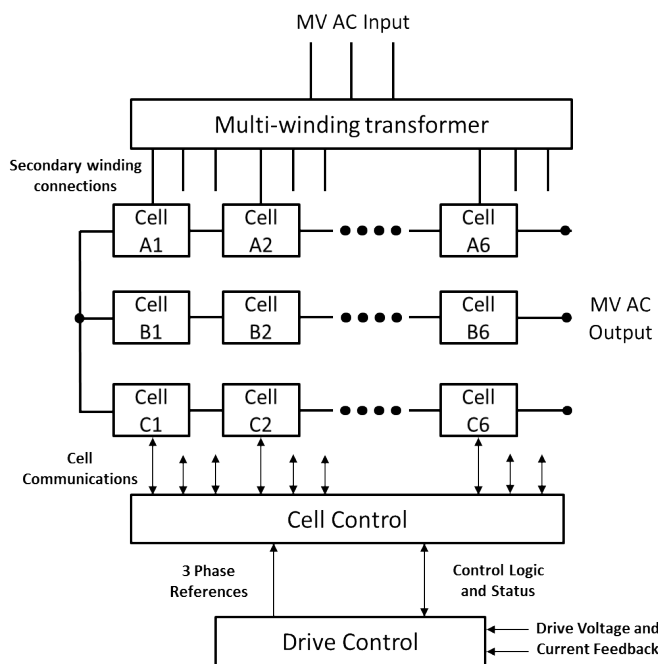 MV AC Input
Multi-winding transformer
Secondary winding
connections
Cell
A1
Cell
A2
Cell
A6
Cell
B1
Cell
B2
Cell
B6
MV AC
Output
Cell
C1
Cell
C2
Cell
C6
Cell
Communications
Cell Control
3 Phase
References
Control Logic
and Status
Drive Control
Drive Voltage and
Current Feedback